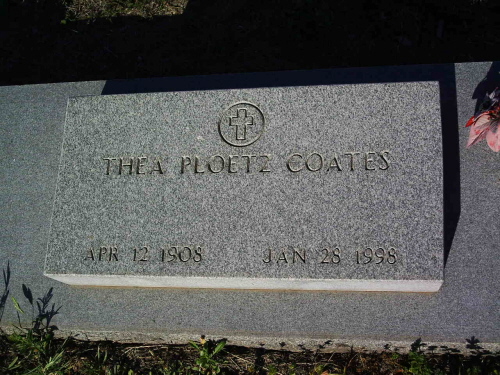 THEA PLOETZ COATES
APR 12 1908 JAN 28 1998